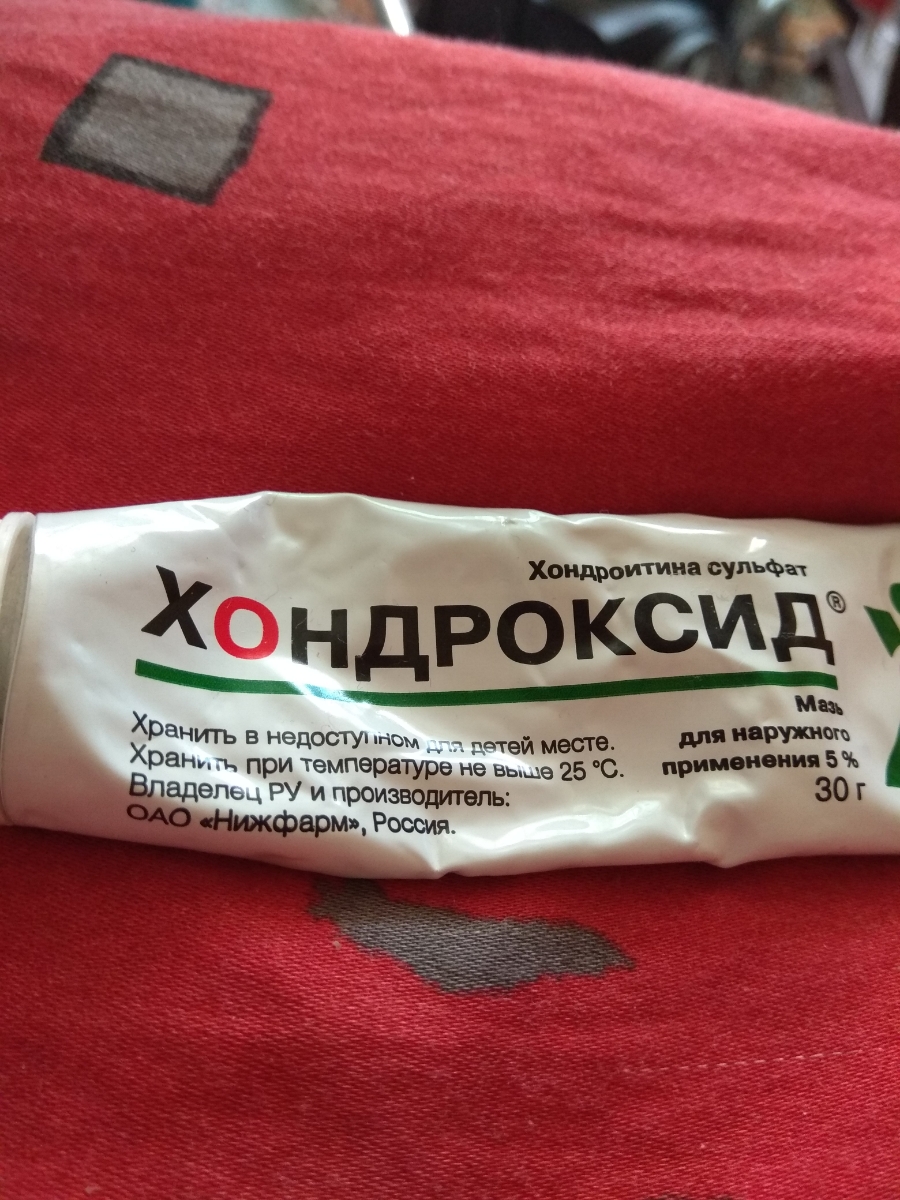 Хондроитина сульфат
ХОНДРОКСИД®
Мазь
для наружного
применения 5 %
30 г
Хранить в недоступном для детей месте.
Хранить при температуре не выше 25 °С.
Владелец РУ и производитель:
ОАО «Нижфарм», Россия.